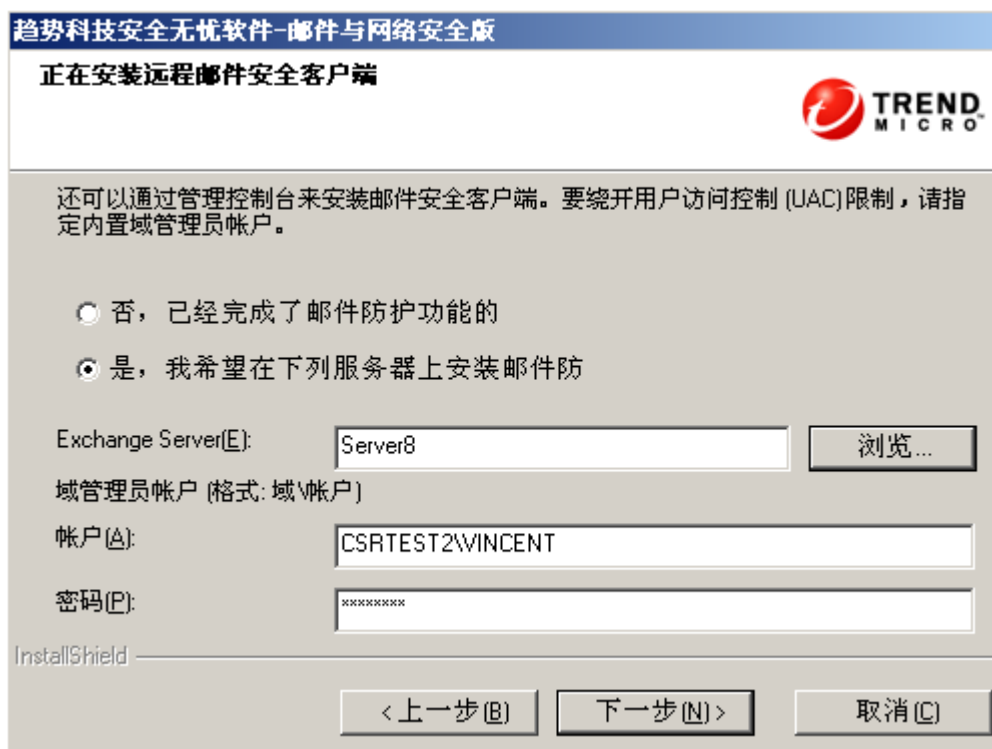 趋势科技安全无忧软件-邮件与网络安全版
正在安装远程邮件安全客户端
TREND
MICRO
还可以通过管理控制台来安装邮件安全客户端。要绕开用户访问控制 (UAC) 限制，请指
定内置域管理员帐户。
否，已经完成了邮件防护功能的
是，我希望在下列服务器上安装邮件防
Exchange Server(E):
Server8
浏览...
域管理员帐户 (格式: 域\帐户)
帐户(A):
CSRTEST2\VINCENT
密码(P):
********
InstallShield
<上一步(B)
下一步(N)>
取消(C)